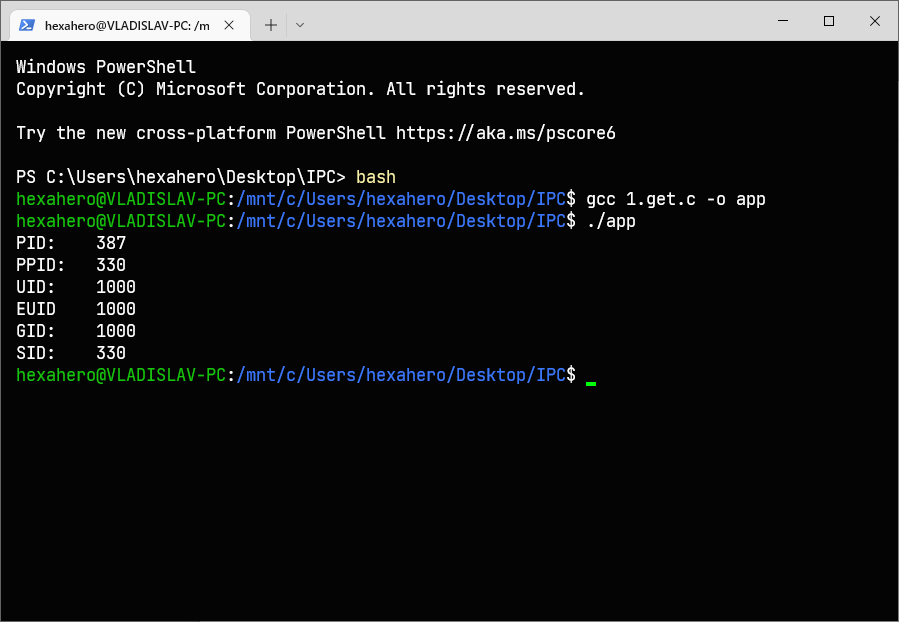 hexahero@VLADISLAV-PC: /m
Windows PowerShell
Copyright (C) Microsoft Corporation. All rights reserved.
Try the new cross-platform PowerShell https://aka.ms/pscore6
PS C:\Users\hexahero\Desktop\IPC> bash
hexahero@VLADISLAV-PC:/mnt/c/Users/hexahero/Desktop/IPC$ gcc 1.get.c -o app
hexahero@VLADISLAV-PC:/mnt/c/Users/hexahero/Desktop/IPC$ ./app
PID:    387
PPID:   330
UID:    1000
EUID    1000
GID:    1000
SID:    330
hexahero@VLADISLAV-PC:/mnt/c/Users/hexahero/Desktop/IPC$